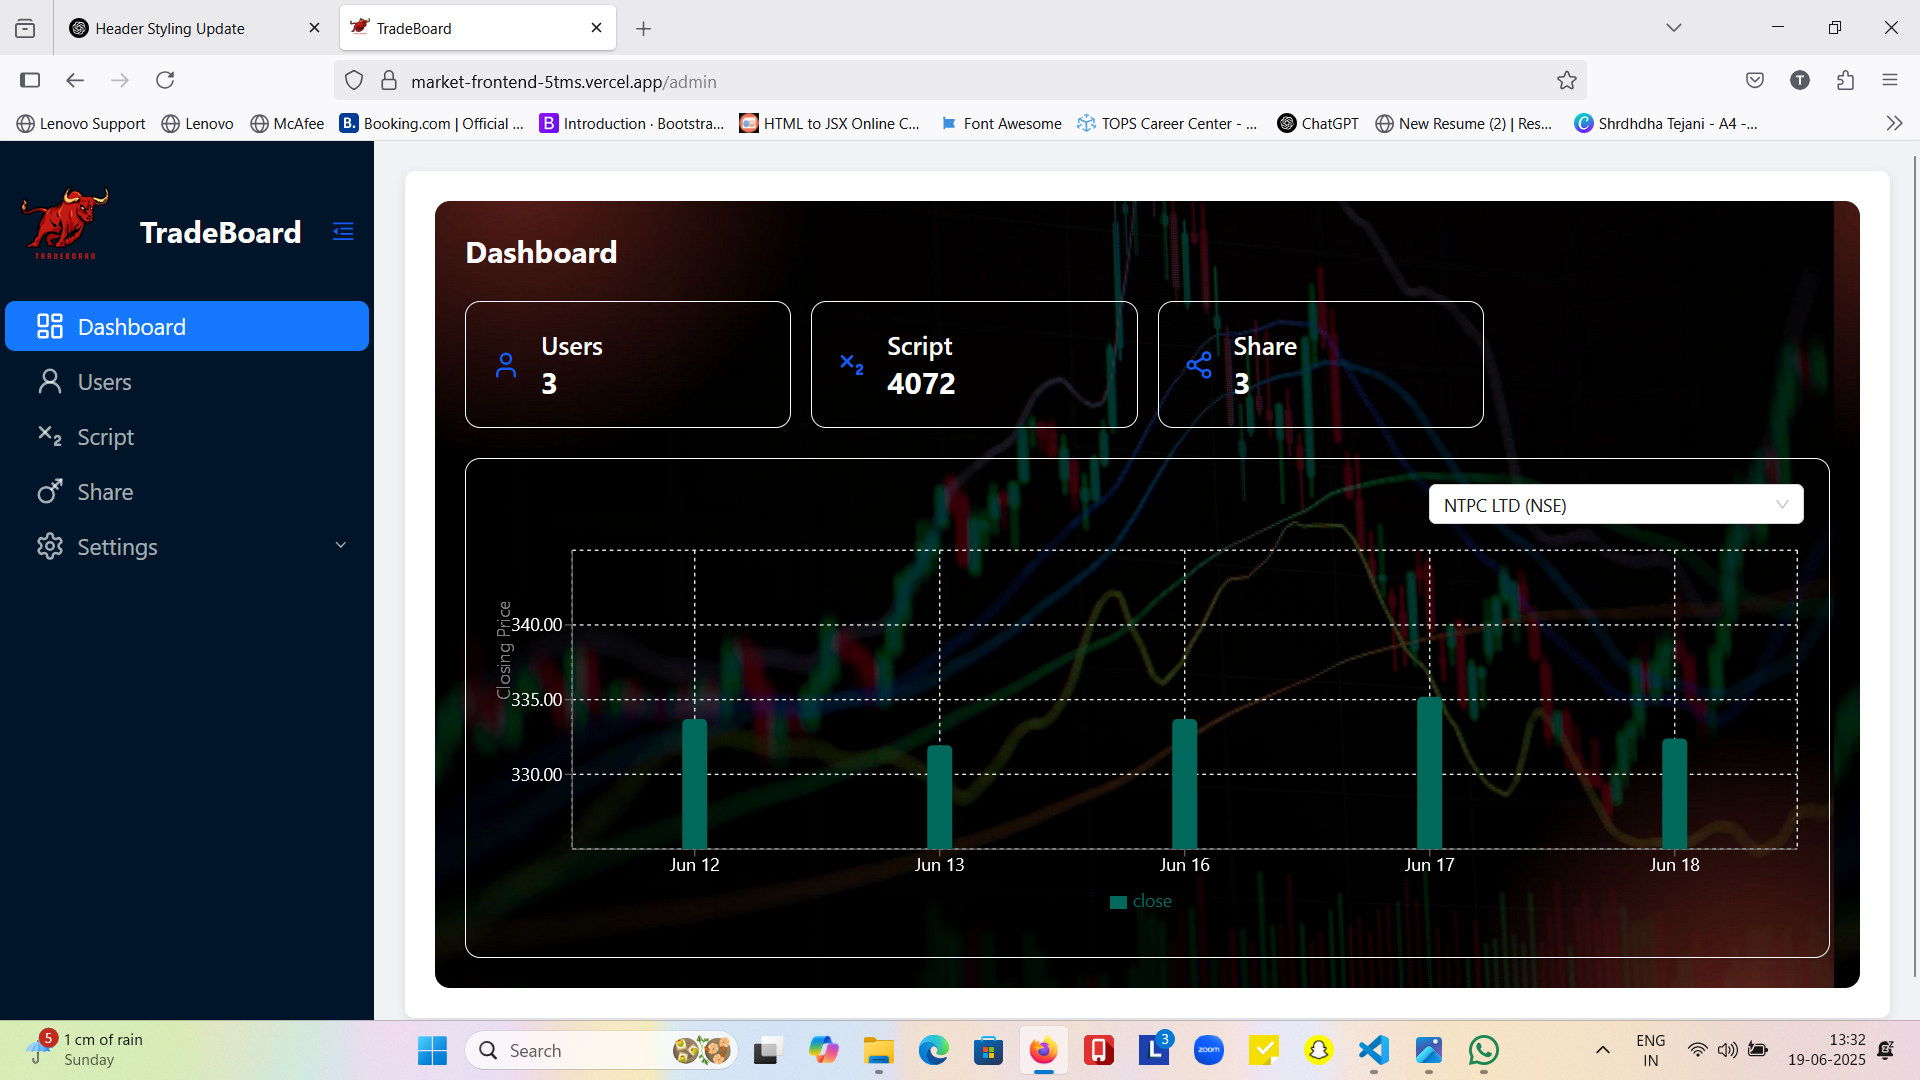 Header Styling Update
TradeBoard
market-frontend-5tms.vercel.app/admin
T
Lenovo Support
Lenovo
McAfee
B.
Booking.com | Official ...
B
Introduction · Bootstra...
HTML to JSX Online C...
Font Awesome
TOPS Career Center - ...
ChatGPT
New Resume (2) | Res...
Shrdhdha Tejani - A4 -...
TRADEBOARD
TradeBoard
Dashboard
Users
Script
Share
Settings
Dashboard
Users
3
Script
4072
Share
3
NTPC LTD (NSE)
Closing Price
340.00
335.00
330.00
Jun 12
Jun 13
Jun 16
Jun 17
Jun 18
close
5
1 cm of rain
Sunday
Search
L
3
zoom
ENG
IN
13:32
19-06-2025